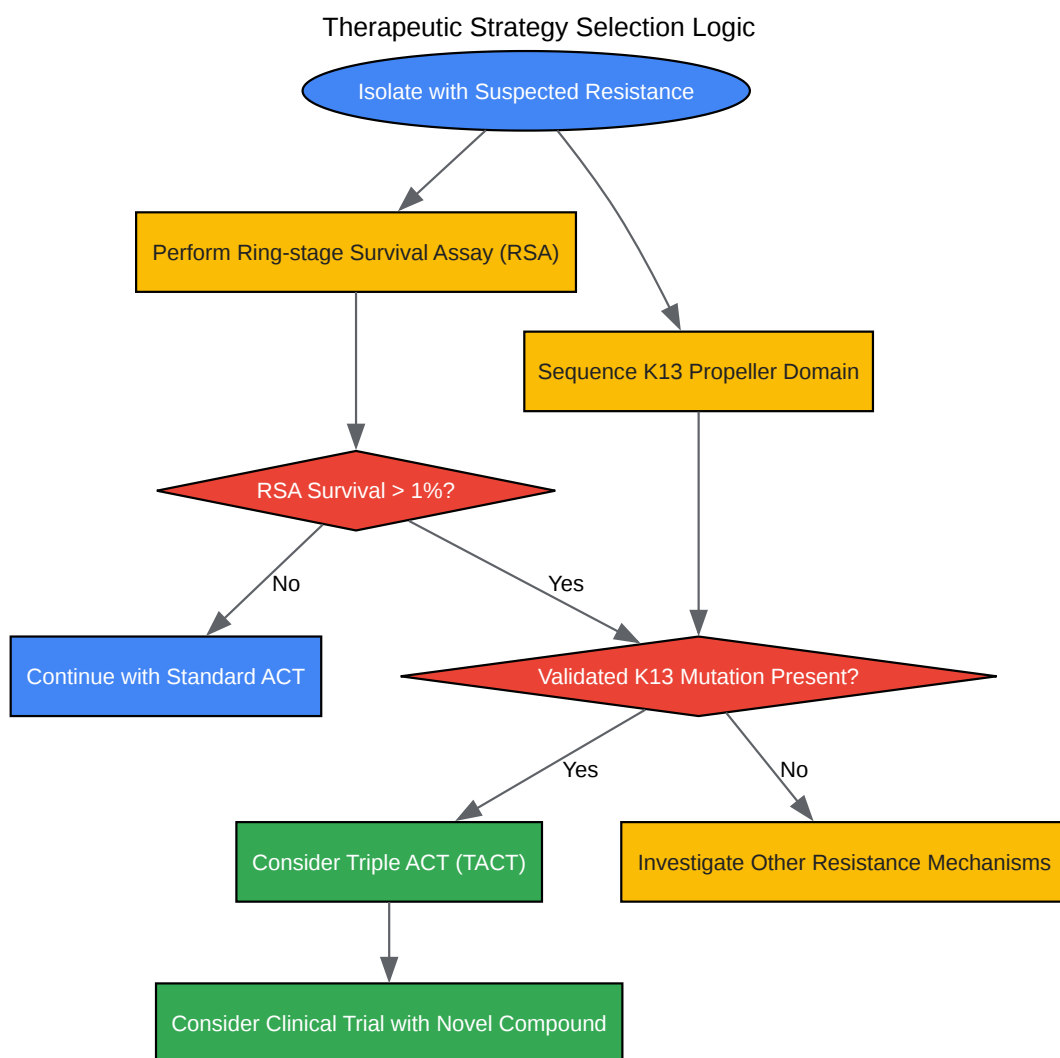 Therapeutic Strategy Selection Logic
Isolate with Suspected Resistance
Perform Ring-stage Survival Assay (RSA)
Sequence K13 Propeller Domain
RSA Survival > 1%?
No
Yes
Continue with Standard ACT
Validated K13 Mutation Present?
Yes
No
Consider Triple ACT (TACT)
Investigate Other Resistance Mechanisms
Consider Clinical Trial with Novel Compound